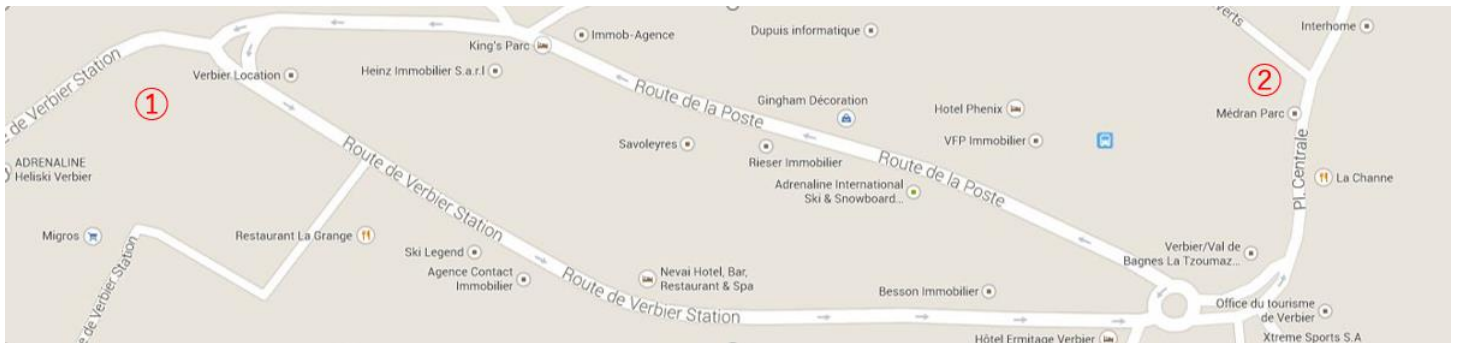 Interhome
Immob-Agence
Dupuis informatique
King's Parc
Verbier Location
Heinz Immobilier S.a.r.l
①
②
Route de la Poste
Gingham Décoration
Hotel Phenix
Médran Parc
e de Verbier Station
VFP Immobilier
Savoleyres
Rieser Immobilier
Route de la Poste
Pl. Centrale
La Channe
ADRENALINE
Heliski Verbier
Route de Verbier Station
Adrenaline International
Ski & Snowboard...
Migros
Restaurant La Grange
Ski Legend
Agence Contact
Immobilier
Verbier/Val de
Bagnes La Tzoumaz...
Nevai Hotel, Bar,
Restaurant & Spa
Besson Immobilier
Route de Verbier Station
e de Verbier Station
Office du tourisme
de Verbier
Hôtel Ermitage Verbier
Xtreme Sports S.A